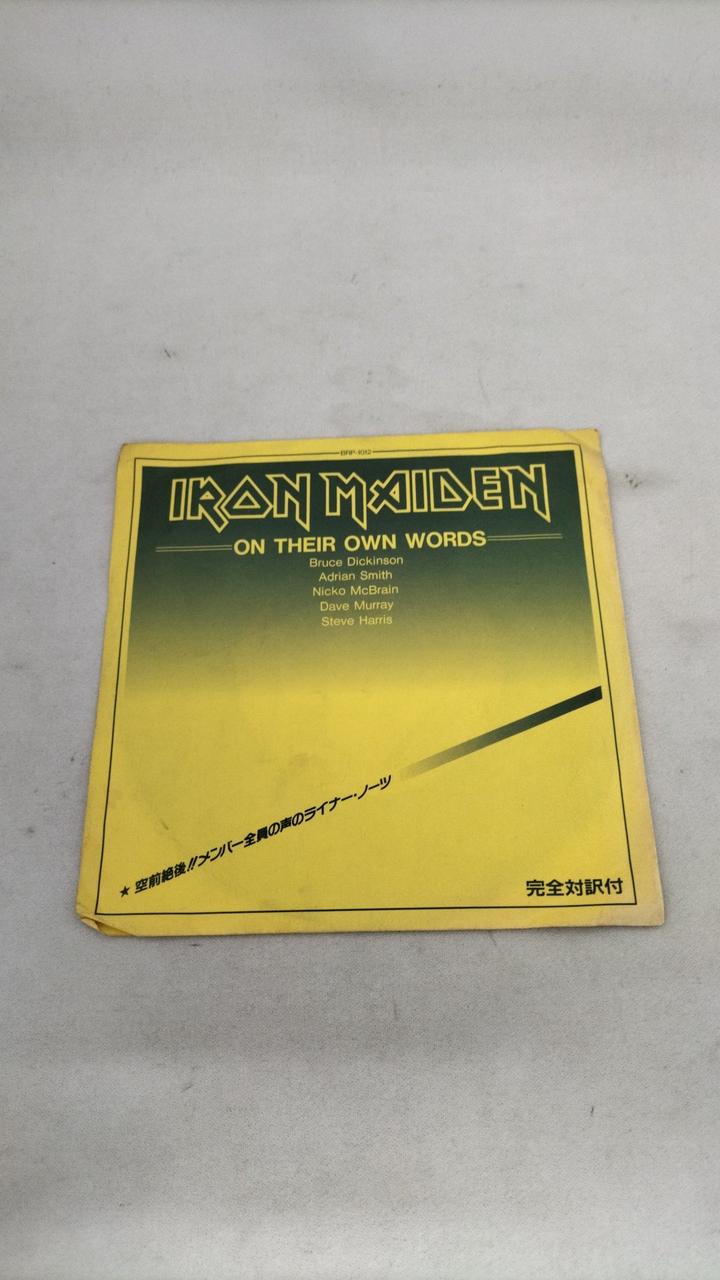 BRP-1012
IRON MAIDEN
ON THEIR OWN WORDS
Bruce Dickinson
Adrian Smith
Nicko McBrain
Dave Murray
Steve Harris
★ 空前絶後!!メンバー全員の声のライナー・ノーツ
完全対訳付